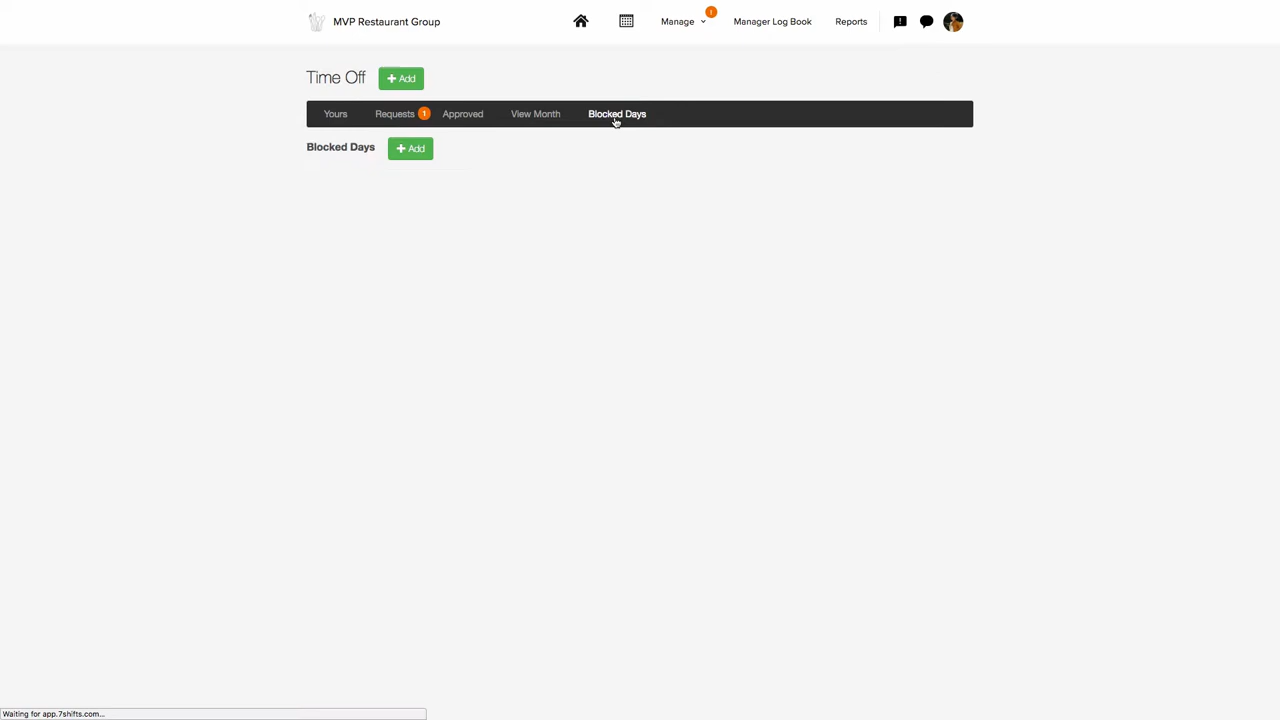 MVP Restaurant Group
Manage
1
Manager Log Book
Reports
Time Off
+ Add
Yours
Requests 1
Approved
View Month
Blocked Days
Blocked Days
+ Add
Waiting for app.7shifts.com...